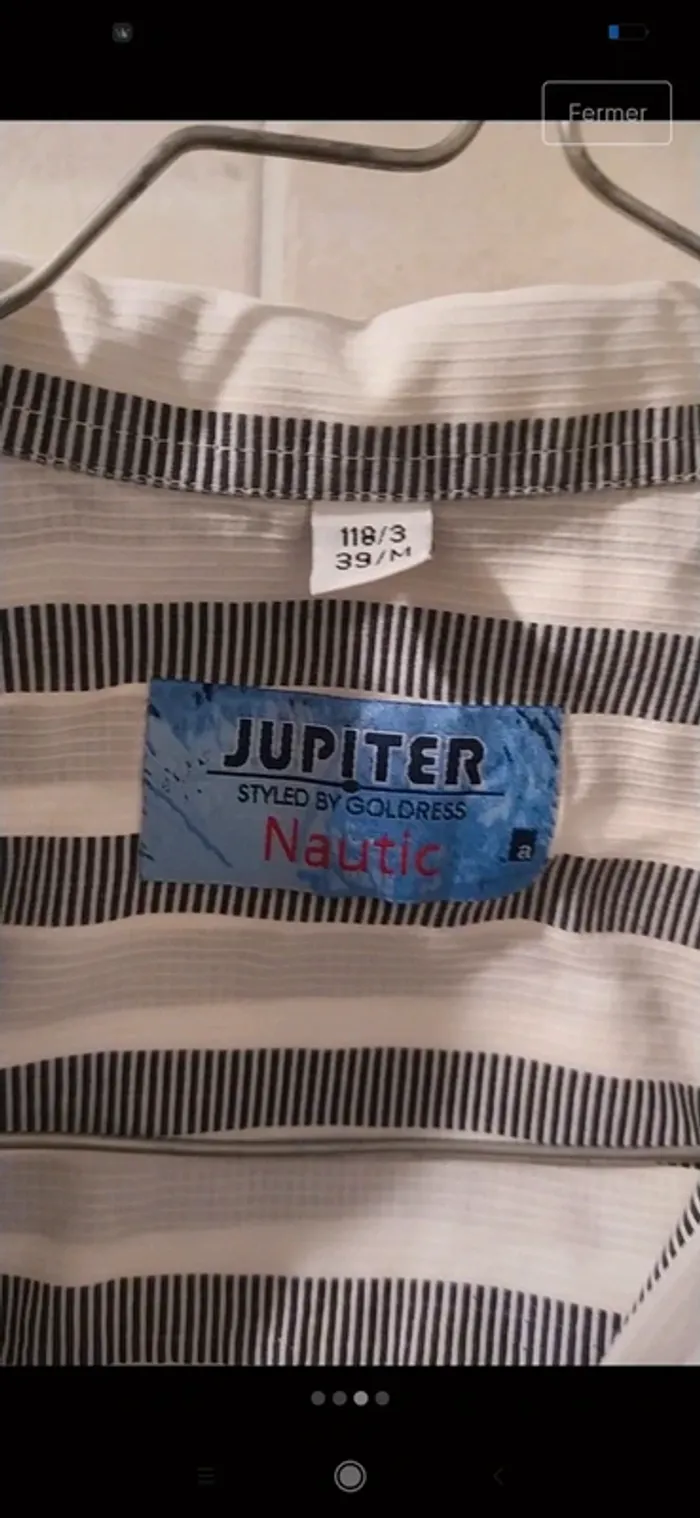 Fermer
118/3
39/M
JUPITER
STYLED BY GOLDRESS
Nautic
a